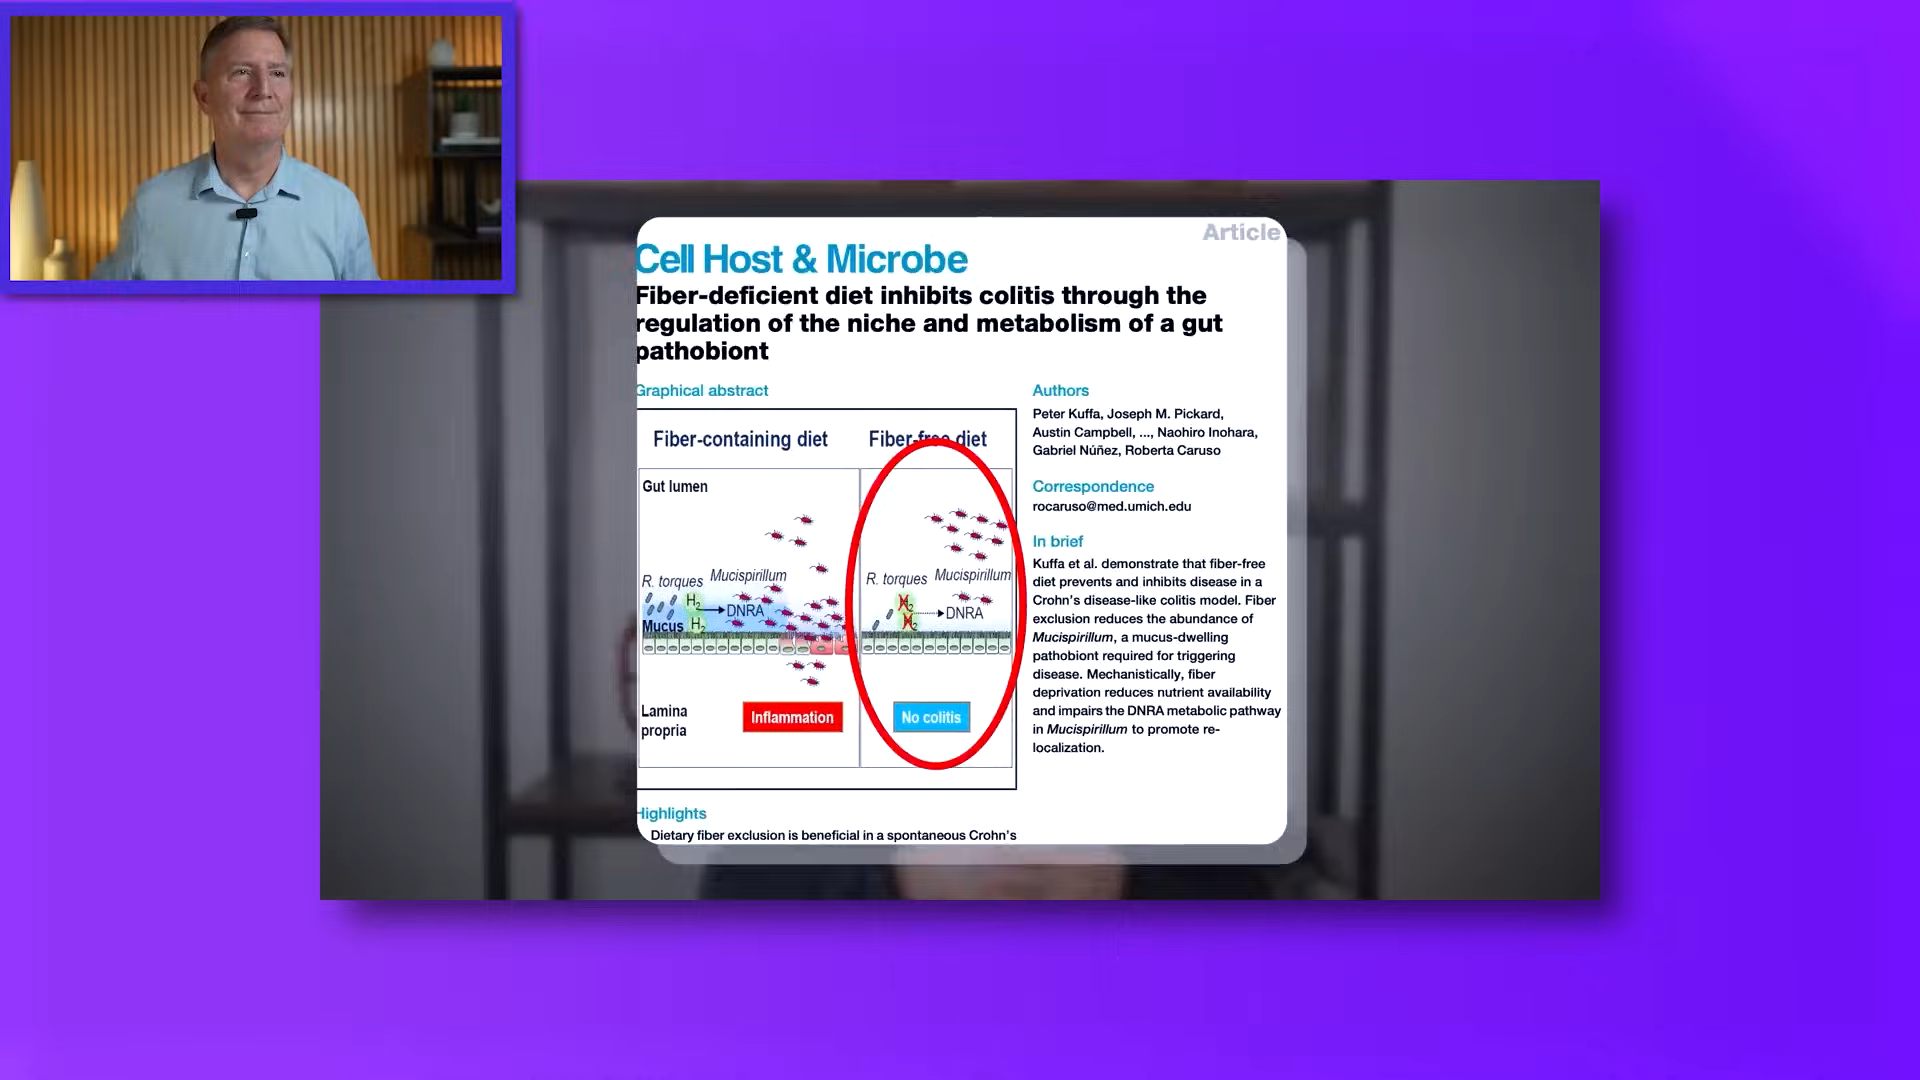 Article
Cell Host & Microbe
Fiber-deficient diet inhibits colitis through the
regulation of the niche and metabolism of a gut
pathobiont
Graphical abstract
Fiber-containing diet
Fiber-free diet
Gut lumen
R. torques
Mucispirillum
H2
DNRA
Mucus
H2
R. torques
Mucispirillum
H2
DNRA
H2
Lamina
propria
Inflammation
No colitis
Highlights
Dietary fiber exclusion is beneficial in a spontaneous Crohn's
Authors
Peter Kuffa, Joseph M. Pickard,
Austin Campbell, ..., Naohiro Inohara,
Gabriel Núñez, Roberta Caruso
Correspondence
rocaruso@med.umich.edu
In brief
Kuffa et al. demonstrate that fiber-free
diet prevents and inhibits disease in a
Crohn's disease-like colitis model. Fiber
exclusion reduces the abundance of
Mucispirillum, a mucus-dwelling
pathobiont required for triggering
disease. Mechanistically, fiber
deprivation reduces nutrient availability
and impairs the DNRA metabolic pathway
in Mucispirillum to promote re-
localization.